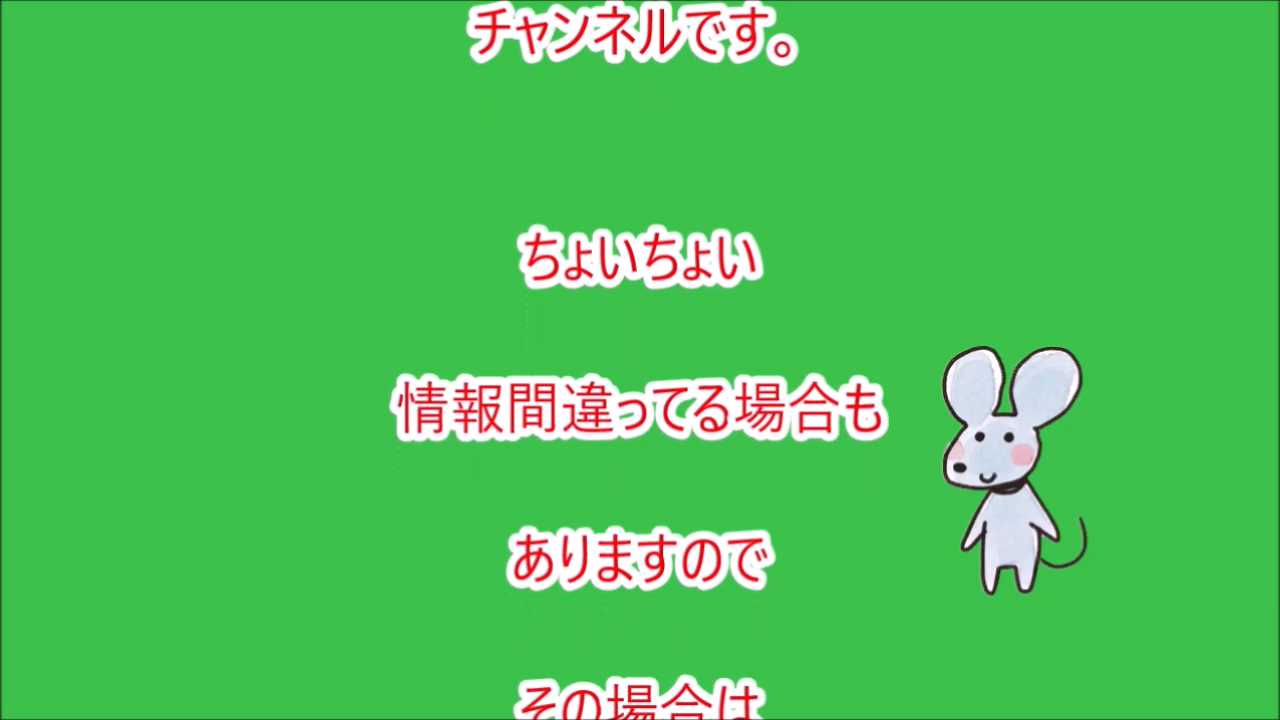 チャンネルです。
ちょいちょい
情報間違ってる場合も
ありますので
その場合は